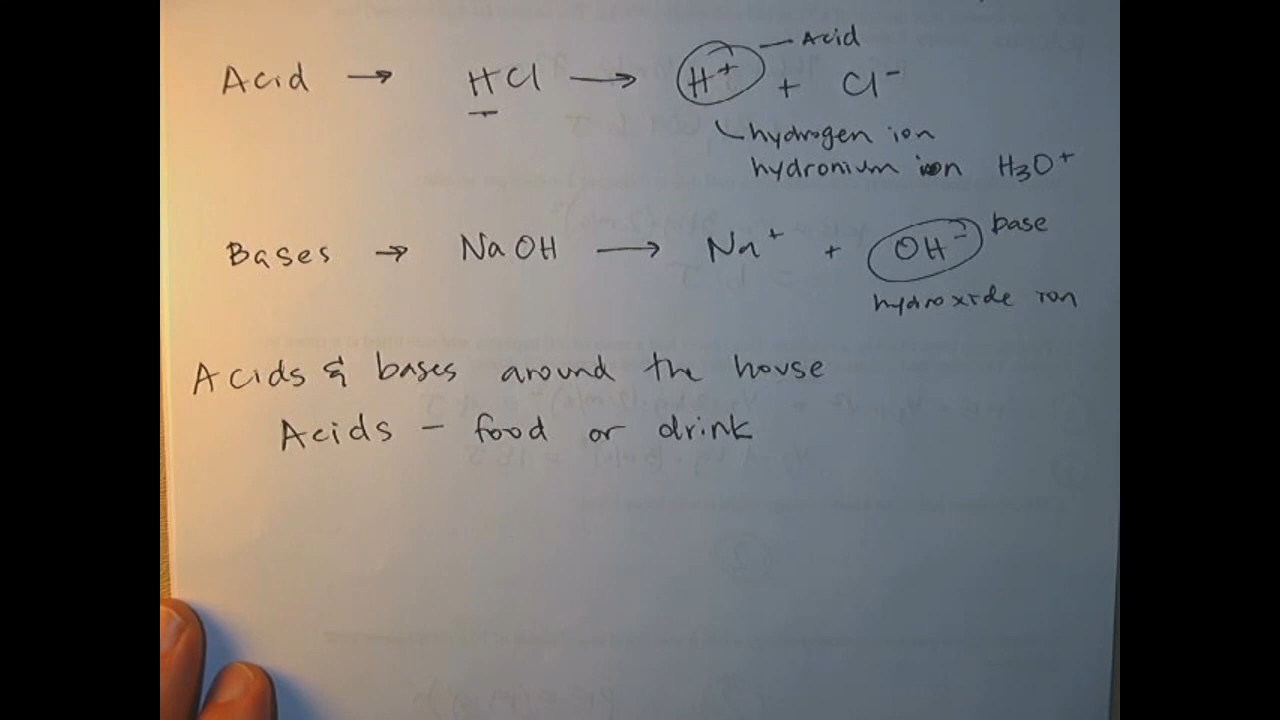 Acid → HCl → H+ + Cl- — Acid
hydrogen ion
hydronium ion H3O+
Bases → NaOH → Na+ + OH- base
hydroxide ion
Acids & bases around the house
Acids - food or drink